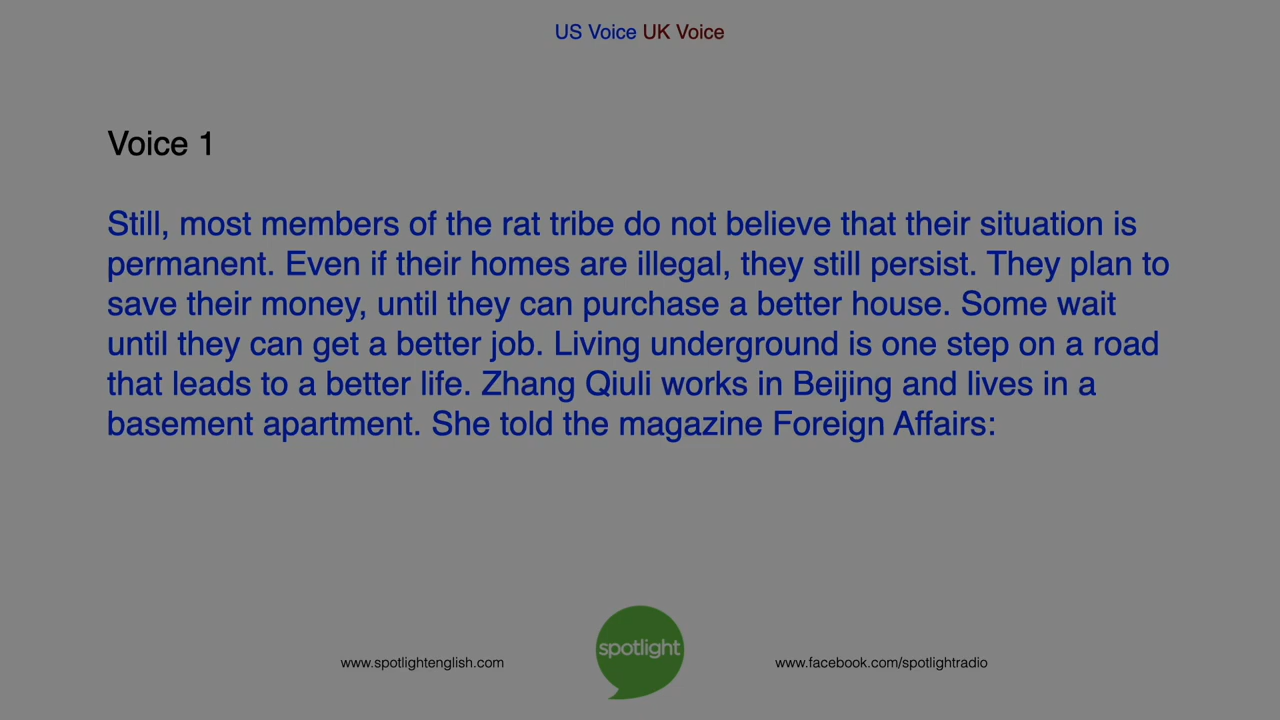 US Voice UK Voice
Voice 1
Still, most members of the rat tribe do not believe that their situation is
permanent. Even if their homes are illegal, they still persist. They plan to
save their money, until they can purchase a better house. Some wait
until they can get a better job. Living underground is one step on a road
that leads to a better life. Zhang Qiuli works in Beijing and lives in a
basement apartment. She told the magazine Foreign Affairs:
spotlight
www.spotlightenglish.com
www.facebook.com/spotlightradio